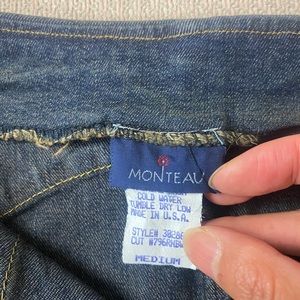 MONTEAU
COLD WATER
TUMBLE DRY LOW
MADE IN U.S.A.
STYLE#
CUT
MEDIUM